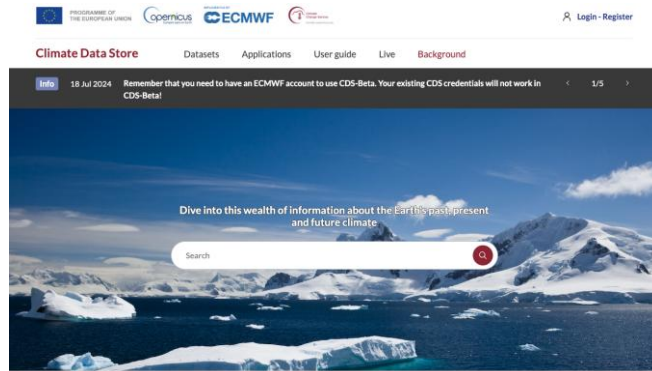 PROGRAMME OF
THE EUROPEAN UNION
Copernicus
ECMWF
Login - Register
Climate Data Store
Datasets
Applications
User guide
Live
Background
Info
18 Jul 2024
Remember that you need to have an ECMWF account to use CDS-Beta. Your existing CDS credentials will not work in
CDS-Beta!
1/5
Dive into this wealth of information about the Earth's past, present
and future climate
Search